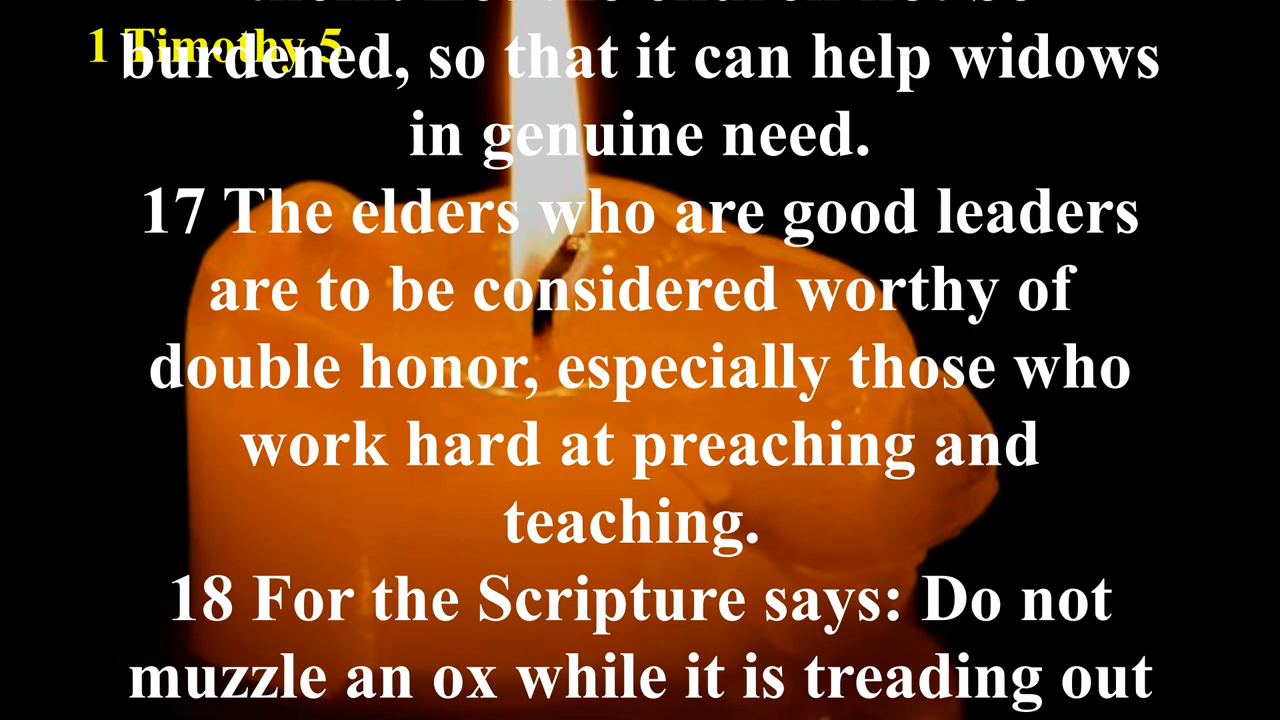 1 Timothy 5
burdened, so that it can help widows
in genuine need.
17 The elders who are good leaders
are to be considered worthy of
double honor, especially those who
work hard at preaching and
teaching.
18 For the Scripture says: Do not
muzzle an ox while it is treading out